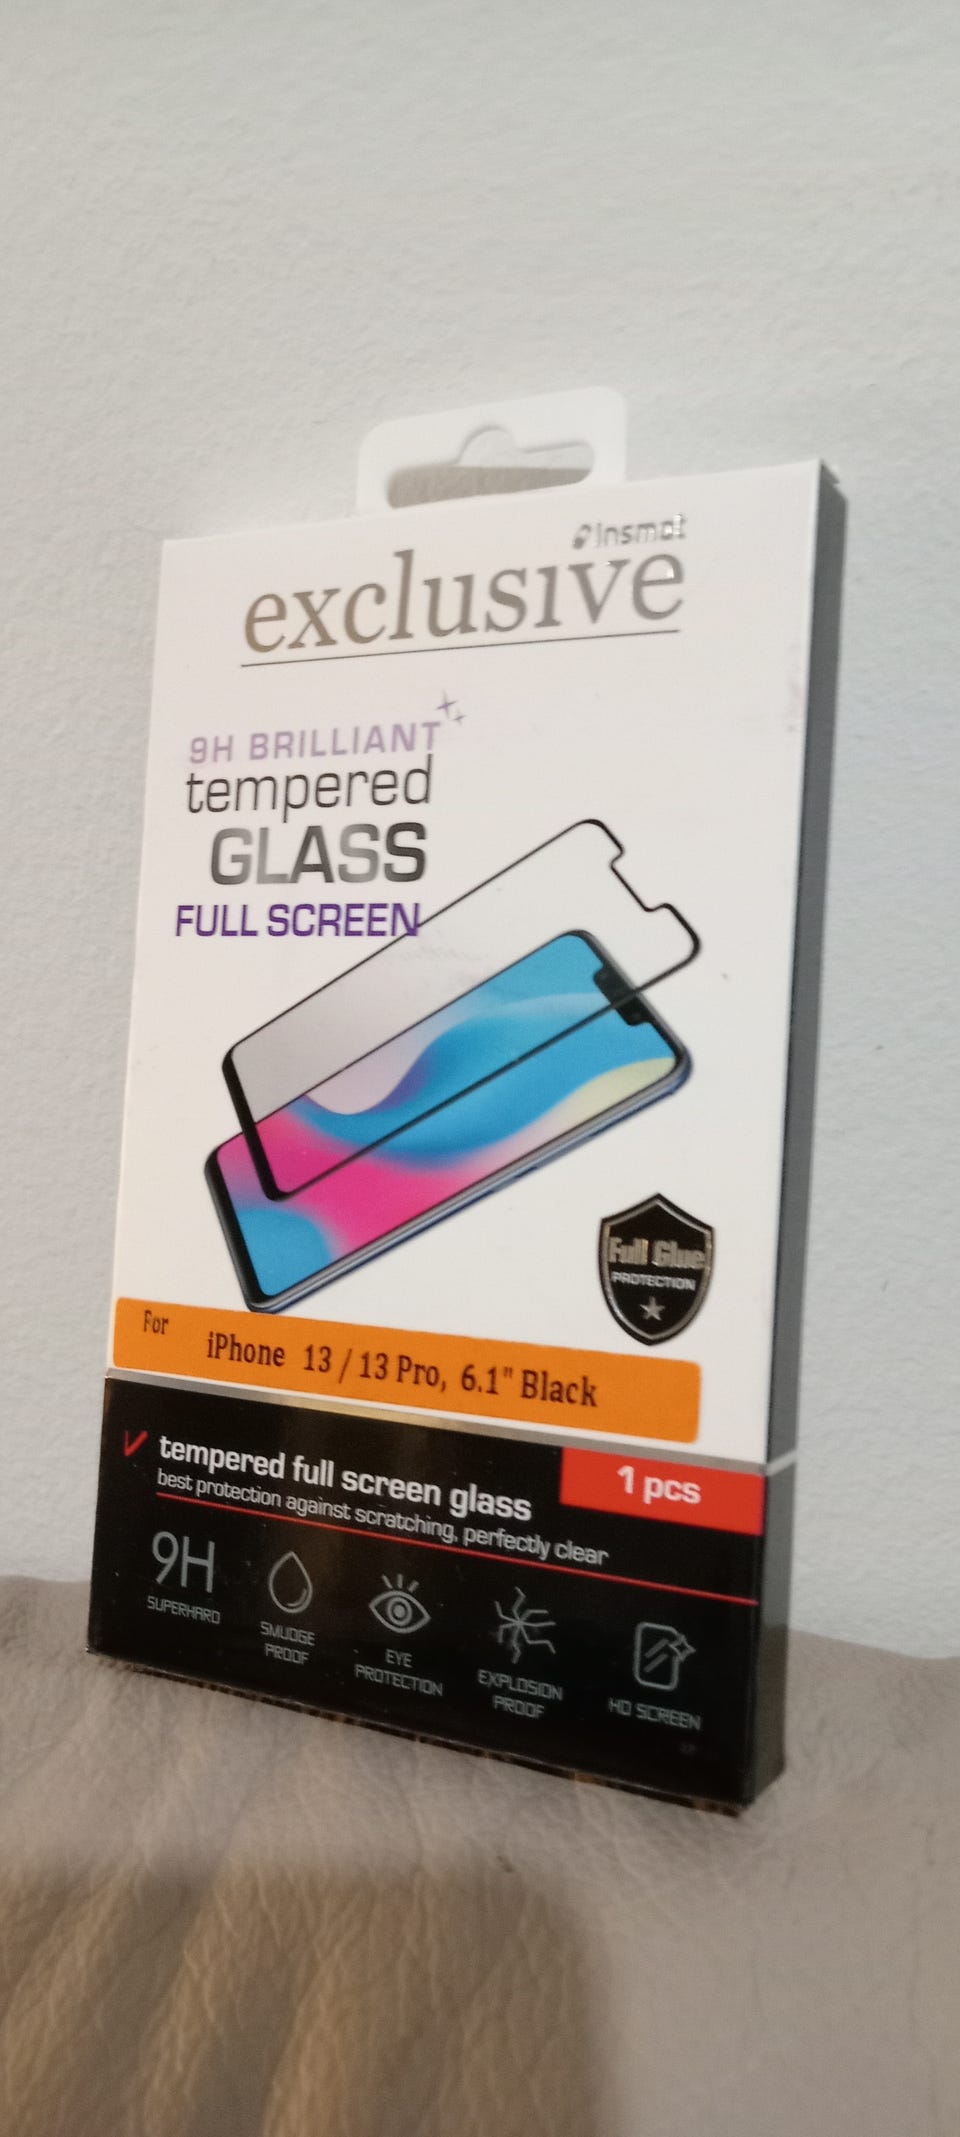 insmat
exclusive
9H BRILLIANT
tempered
GLASS
FULL SCREEN
Full Glue
PROTECTION
For iPhone 13 / 13 Pro, 6.1" Black
✓ tempered full screen glass
best protection against scratching, perfectly clear
1 pcs
9H
SUPERHARD
SMUDGE
PROOF
EYE
PROTECTION
EXPLOSION
PROOF
HD SCREEN